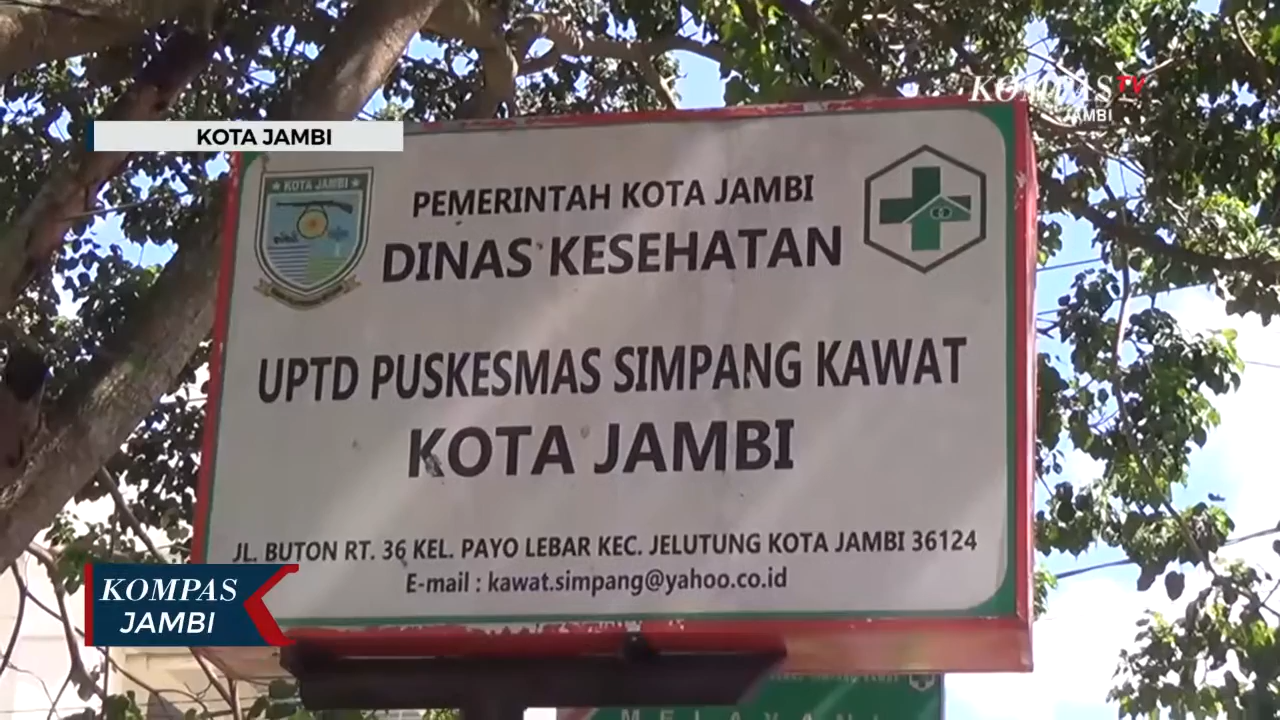 KOMPAS TV
JAMBI
KOTA JAMBI
KOTA JAMBI
PEMERINTAH KOTA JAMBI
DINAS KESEHATAN
UPTD PUSKESMAS SIMPANG KAWAT
KOTA JAMBI
JL. BUTON RT. 36 KEL. PAYO LEBAR KEC. JELUTUNG KOTA JAMBI 36124
E-mail : kawat.simpang@yahoo.co.id
KOMPAS
JAMBI
MELAYANI